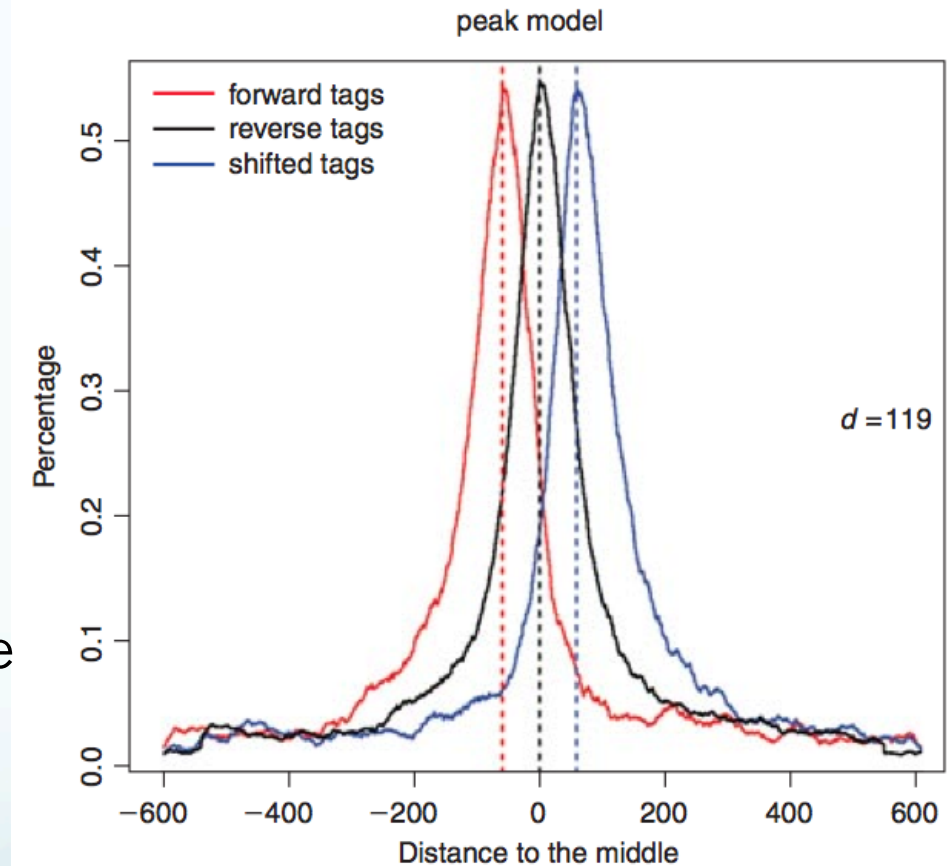 peak model
forward tags
reverse tags
shifted tags
0.5
0.4
0.3
0.2
0.1
0.0
Percentage
d =119
e
−600 −400 −200 0 200 400 600
Distance to the middle